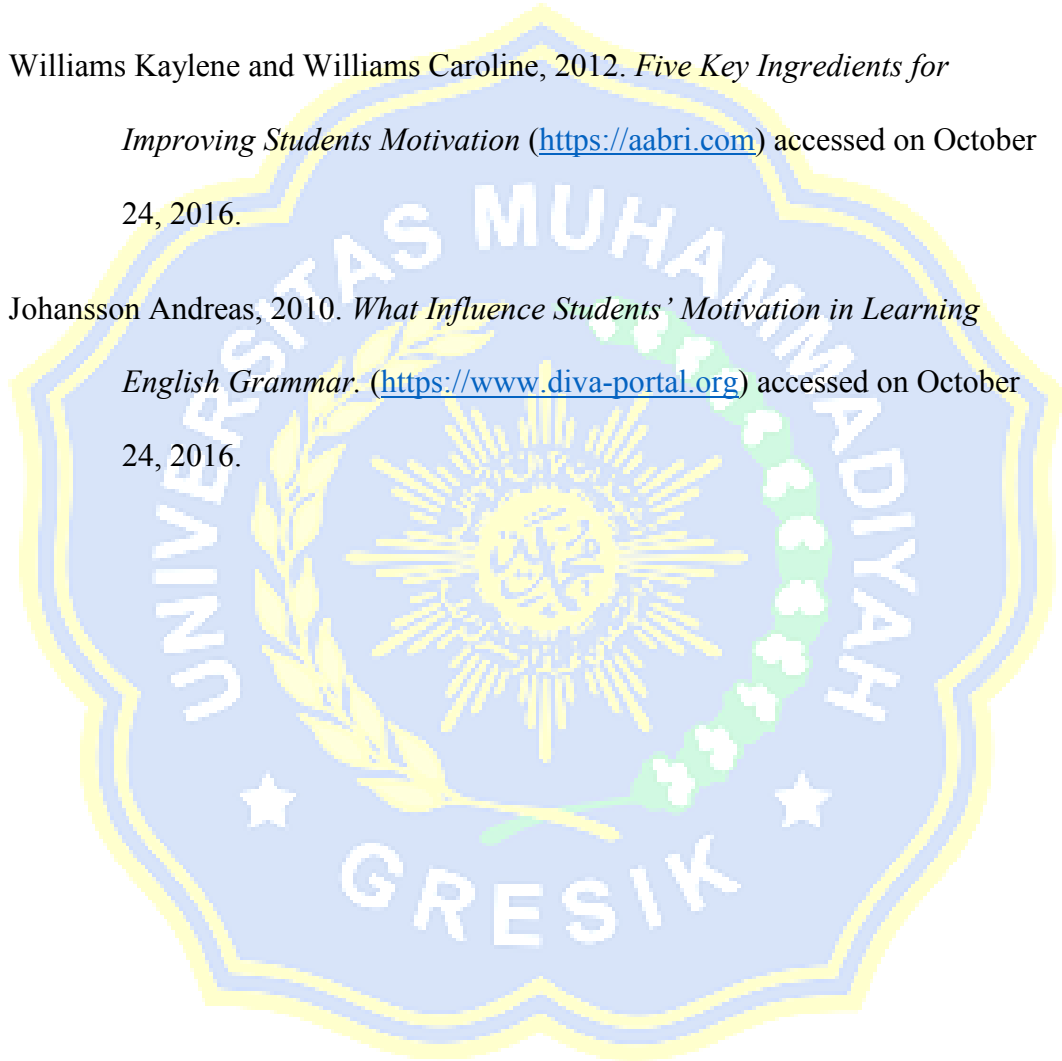 Williams Kaylene and Williams Caroline, 2012. Five Key Ingredients for
Improving Students Motivation (https://aabri.com) accessed on October
24, 2016.
Johansson Andreas, 2010. What Influence Students’ Motivation in Learning
English Grammar. (https://www.diva-portal.org) accessed on October
24, 2016.
UNIVERSITAS MUHAMMADIYAH
GRESIK